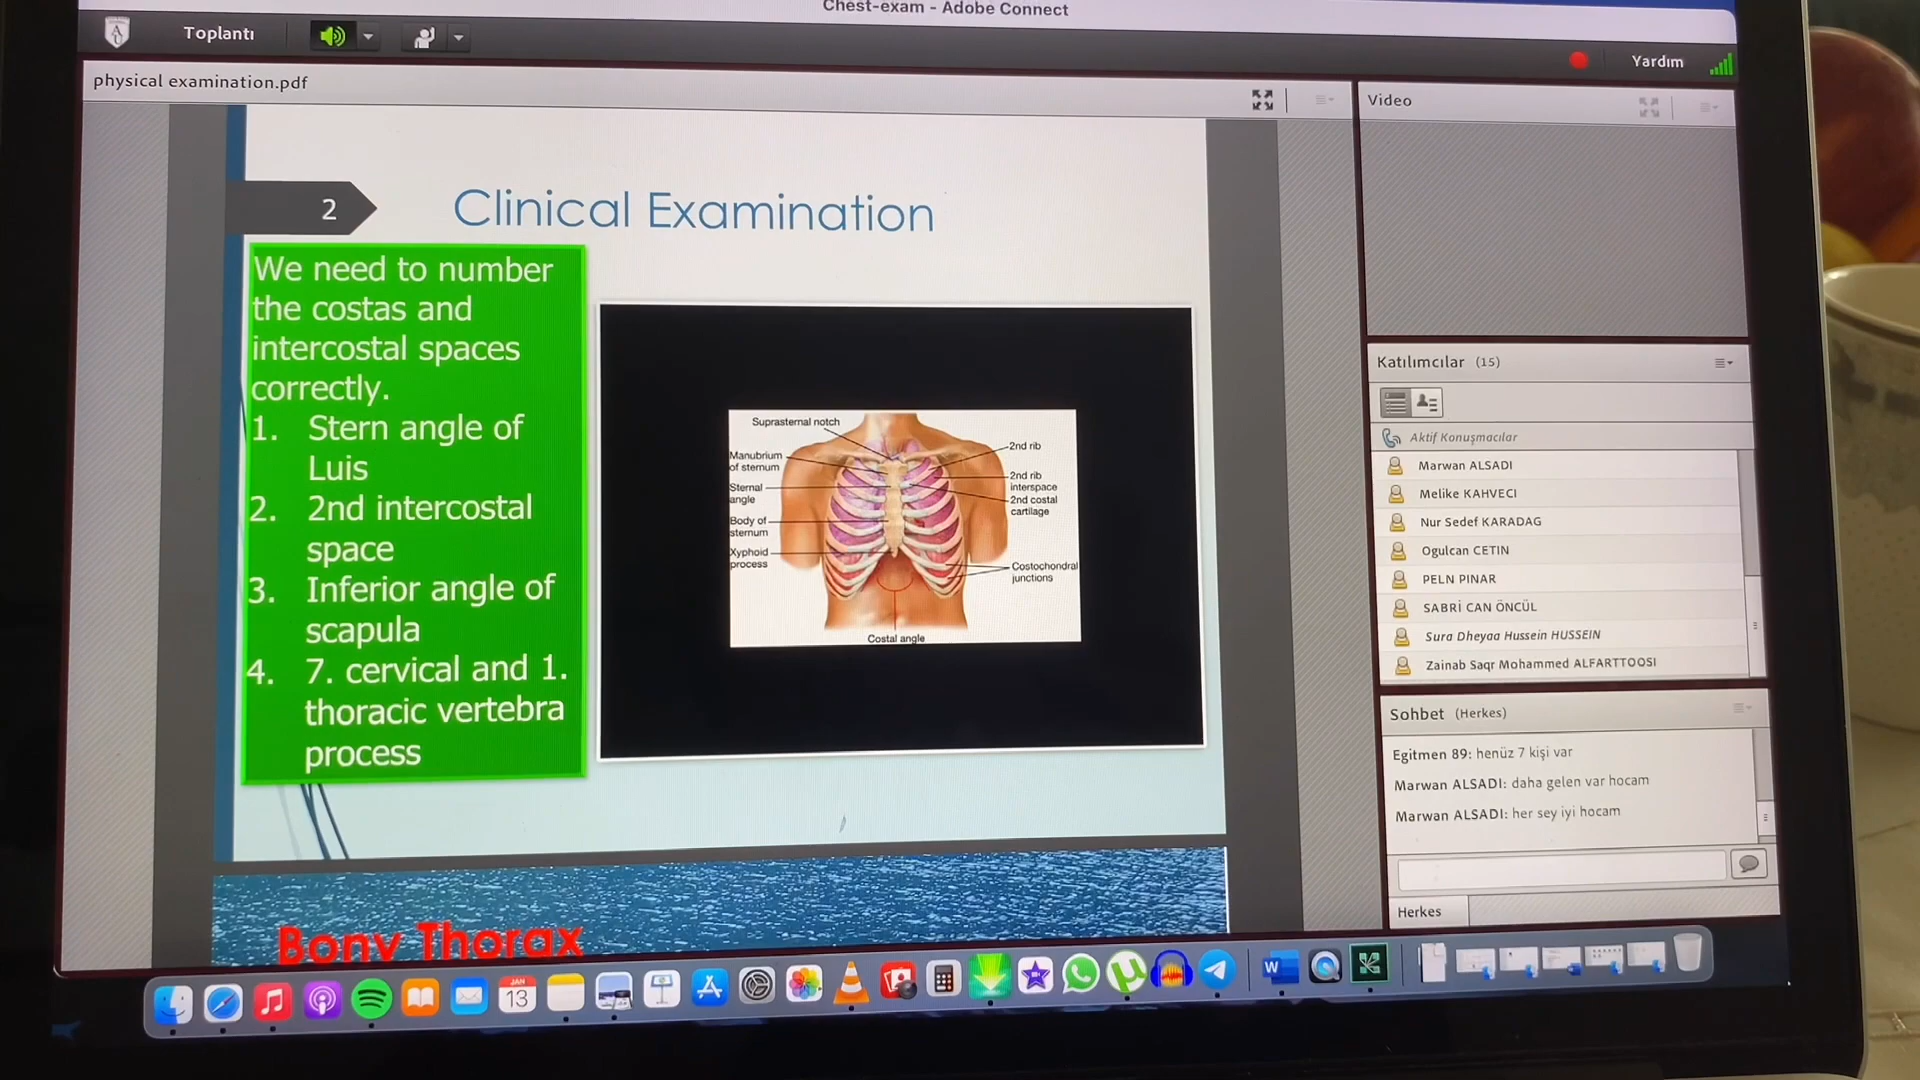 Chest-exam - Adobe Connect
Toplantı
Yardım
physical examination.pdf
2
Clinical Examination
We need to number
the costas and
intercostal spaces
correctly.
1. Stern angle of
Luis
2. 2nd intercostal
space
3. Inferior angle of
scapula
4. 7. cervical and 1.
thoracic vertebra
process
Suprasternal notch
Manubrium
of sternum
Sternal
angle
Body of
sternum
Xyphoid
process
2nd rib
2nd rib
interspace
2nd costal
cartilage
Costochondral
junctions
Costal angle
Bony Thorax
Video
Katılımcılar (15)
Aktif Konuşmacılar
Marwan ALSADI
Melike KAHVECI
Nur Sedef KARADAG
Ogulcan CETIN
PELN PINAR
SABRİ CAN ÖNCÜL
Sura Dheyaa Hussein HUSSEIN
Zainab Saqr Mohammed ALFARTTOOSI
Sohbet (Herkes)
Egitmen 89: henüz 7 kişi var
Marwan ALSADI: daha gelen var hocam
Marwan ALSADI: her sey iyi hocam
Herkes
JAN
13
W